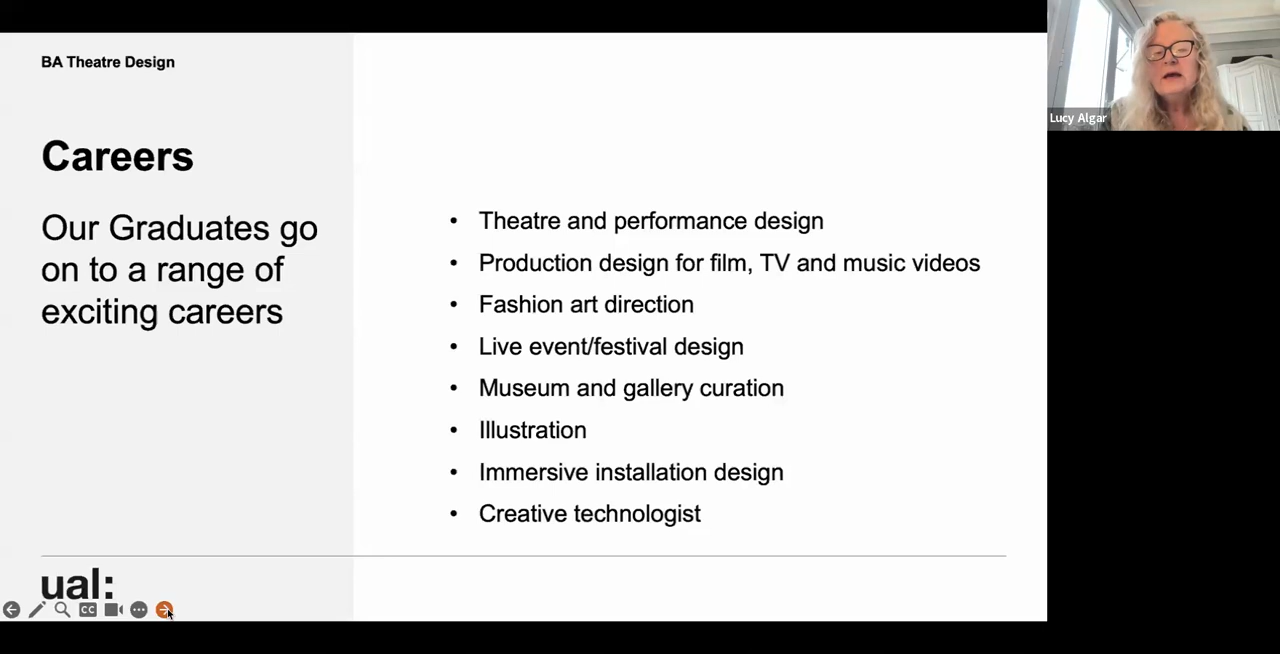 BA Theatre Design
Careers
Our Graduates go
on to a range of
exciting careers
• Theatre and performance design
• Production design for film, TV and music videos
• Fashion art direction
• Live event/festival design
• Museum and gallery curation
• Illustration
• Immersive installation design
• Creative technologist
ual:
CC
Lucy Algar